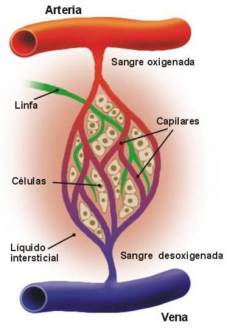 Arteria
Sangre oxigenada
Linfa
Capilares
Células
Líquido
intersticial
Sangre desoxigenada
Vena